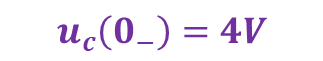 u_c(0_−) = 4V